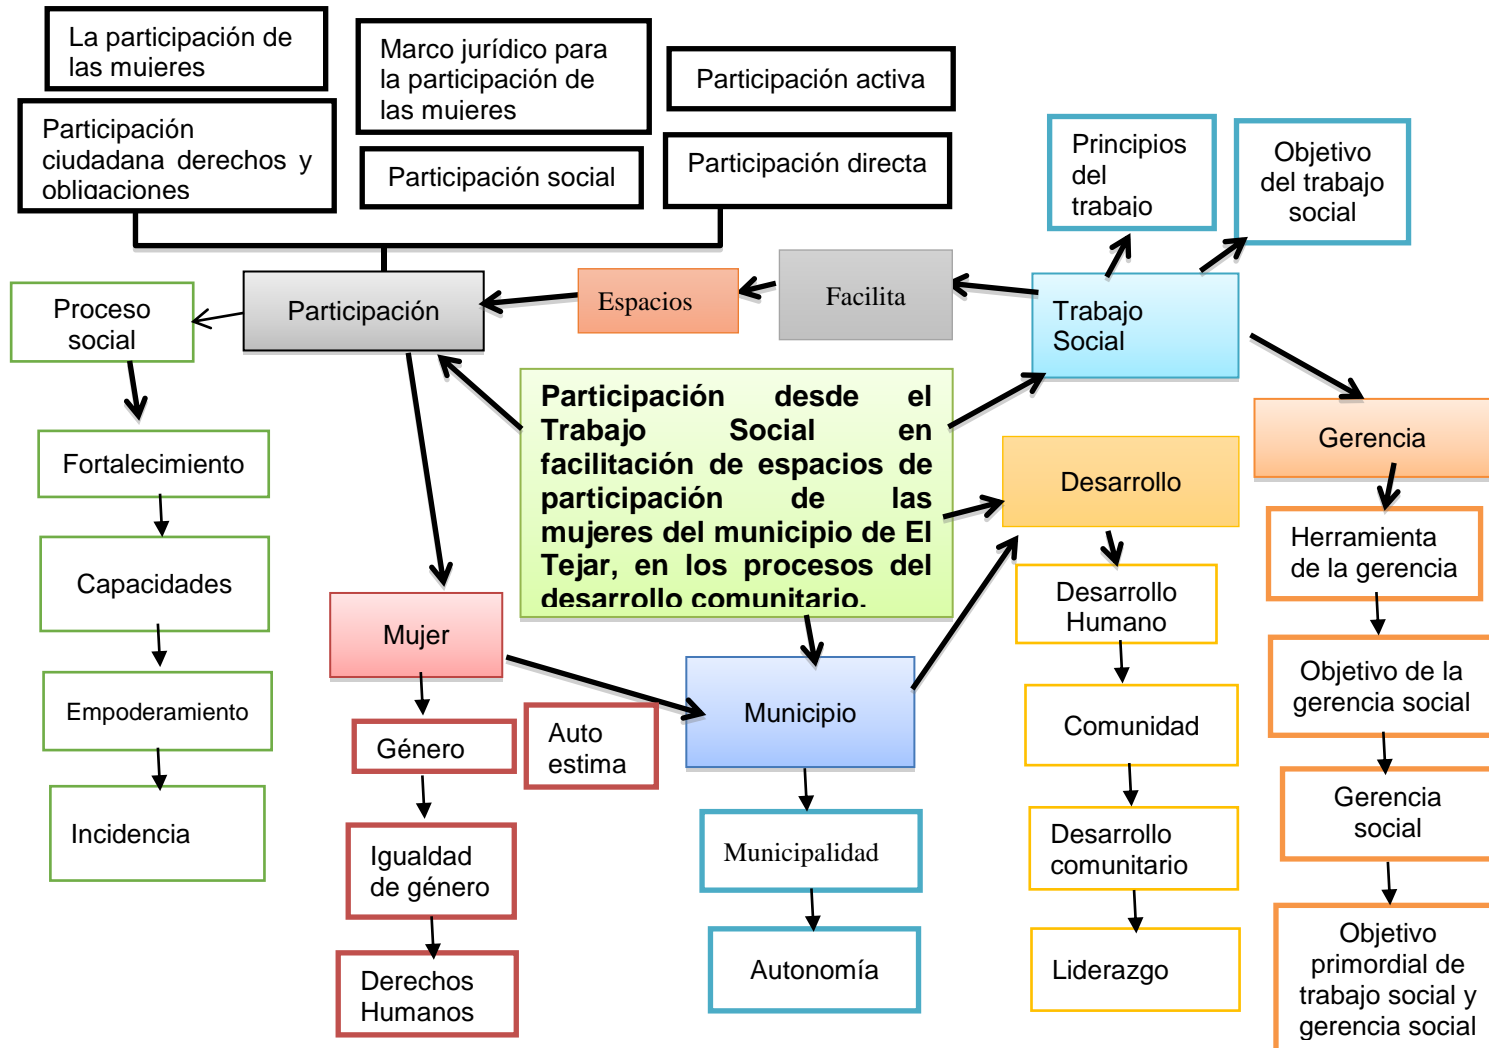 La participación de
las mujeres
Marco jurídico para
la participación de
las mujeres
Participación activa
Participación
ciudadana derechos y
obligaciones
Participación social
Participación directa
Principios
del
trabajo
Objetivo
del trabajo
social
Proceso
social
Participación
Espacios
Facilita
Trabajo
Social
Participación desde el
Trabajo Social en
facilitación de espacios de
participación de las
mujeres del municipio de El
Tejar, en los procesos del
desarrollo comunitario.
Gerencia
Fortalecimiento
Desarrollo
Capacidades
Herramienta
de la gerencia
Desarrollo
Humano
Mujer
Empoderamiento
Género
Auto
estima
Municipio
Comunidad
Objetivo de la
gerencia social
Incidencia
Igualdad
de género
Municipalidad
Desarrollo
comunitario
Gerencia
social
Derechos
Humanos
Autonomía
Liderazgo
Objetivo
primordial de
trabajo social y
gerencia social